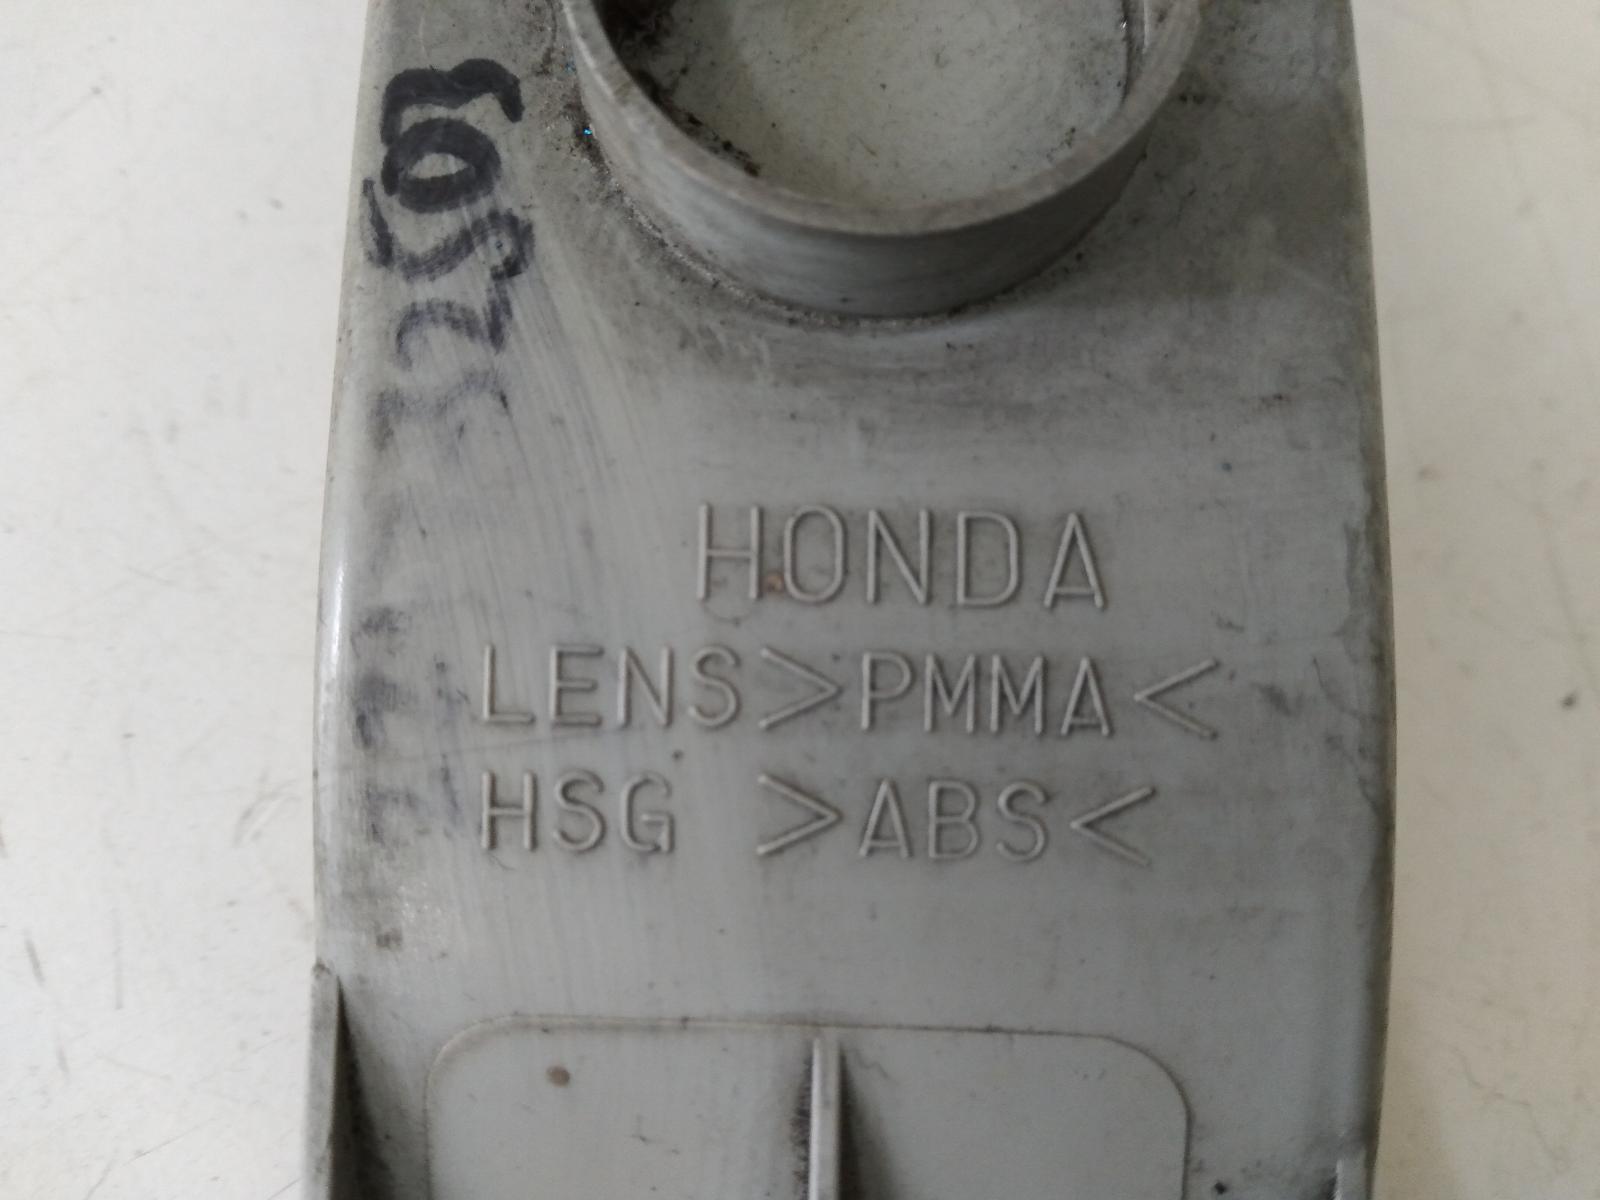 HONDA
LENS>PMMA<
HSG >ABS<